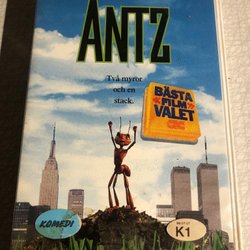 ANTZ
Två myror
och en
stack.
BÄSTA
FILM
VALET
KOMEDI
K1